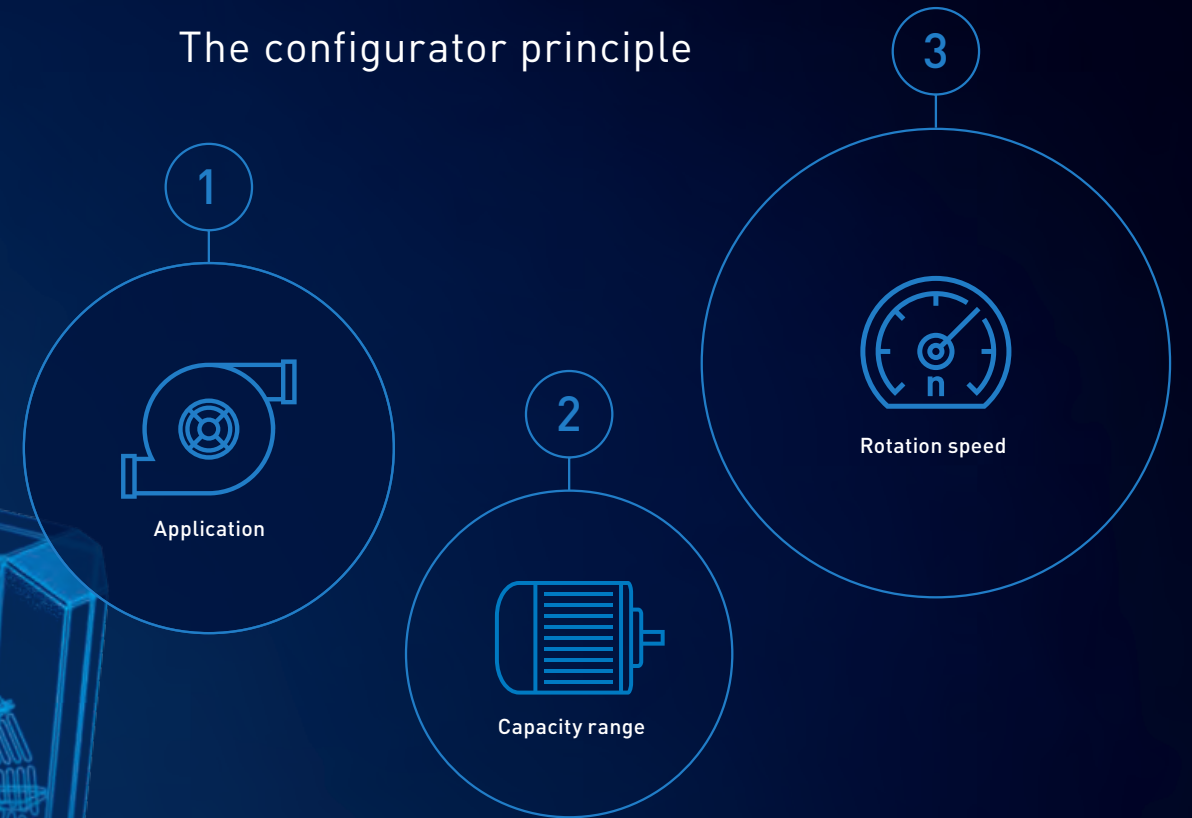 The configurator principle
1
Application
2
Capacity range
3
n
Rotation speed